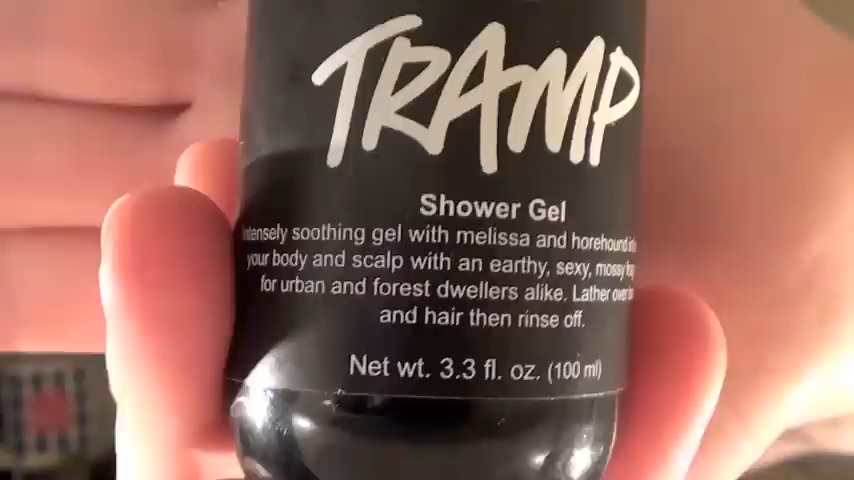 TRAMP
Shower Gel
Intensely soothing gel with melissa and horehound
your body and scalp with an earthy, sexy, mossy
for urban and forest dwellers alike. Lather over
and hair then rinse off.
Net wt. 3.3 fl. oz. (100 ml)